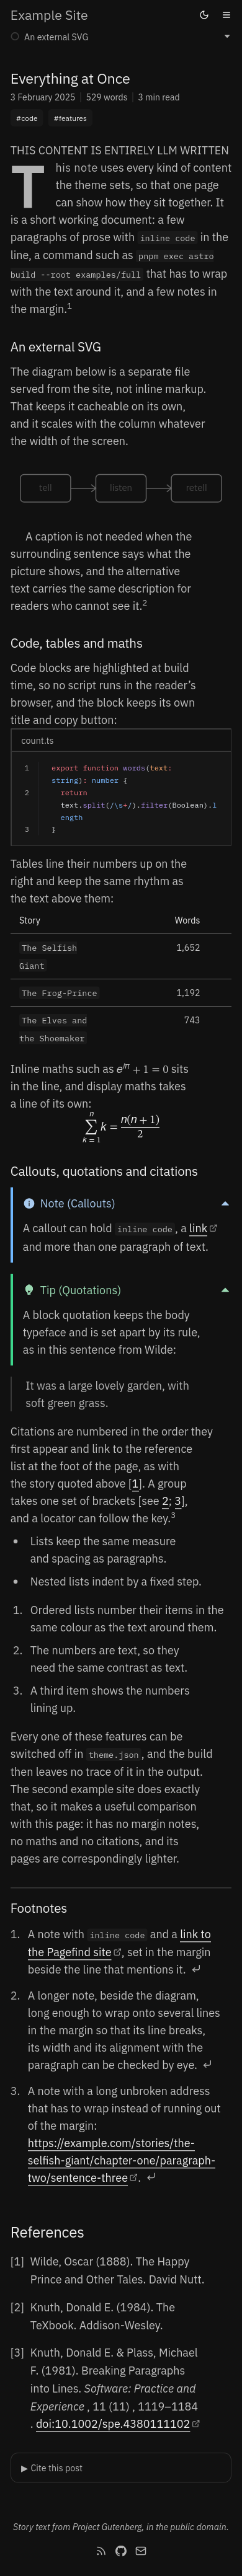 Example Site
An external SVG
Everything at Once
3 February 2025 529 words 3 min read
#code #features
THIS CONTENT IS ENTIRELY LLM WRITTEN
This note uses every kind of content
the theme sets, so that one page
can show how they sit together. It
is a short working document: a few
paragraphs of prose with inline code in the
line, a command such as pnpm exec astro
build --root examples/full that has to wrap
with the text around it, and a few notes in
the margin.1
An external SVG
The diagram below is a separate file
served from the site, not inline markup.
That keeps it cacheable on its own,
and it scales with the column whatever
the width of the screen.
tell listen retell
A caption is not needed when the
surrounding sentence says what the
picture shows, and the alternative
text carries the same description for
readers who cannot see it.2
Code, tables and maths
Code blocks are highlighted at build
time, so no script runs in the reader's
browser, and the block keeps its own
title and copy button:
count.ts
1 export function words(text:
string): number {
2 return
text.split(/\s+/).filter(Boolean).l
ength
3 }
Tables line their numbers up on the
right and keep the same rhythm as
the text above them:
Story Words
The Selfish 1,652
Giant
The Frog-Prince 1,192
The Elves and 743
the Shoemaker
Inline maths such as e^{iπ} + 1 = 0 sits
in the line, and display maths takes
a line of its own:
∑_{k=1}^{n} k = n(n+1)/2
Callouts, quotations and citations
Note (Callouts)
A callout can hold inline code, a link
and more than one paragraph of text.
Tip (Quotations)
A block quotation keeps the body
typeface and is set apart by its rule,
as in this sentence from Wilde:
It was a large lovely garden, with
soft green grass.
Citations are numbered in the order they
first appear and link to the reference
list at the foot of the page, as with
the story quoted above [1]. A group
takes one set of brackets [see 2; 3],
and a locator can follow the key.3
• Lists keep the same measure
and spacing as paragraphs.
• Nested lists indent by a fixed step.
1. Ordered lists number their items in the
same colour as the text around them.
2. The numbers are text, so they
need the same contrast as text.
3. A third item shows the numbers
lining up.
Every one of these features can be
switched off in theme.json, and the build
then leaves no trace of it in the output.
The second example site does exactly
that, so it makes a useful comparison
with this page: it has no margin notes,
no maths and no citations, and its
pages are correspondingly lighter.
Footnotes
1. A note with inline code and a link to
the Pagefind site, set in the margin
beside the line that mentions it. ↩
2. A longer note, beside the diagram,
long enough to wrap onto several lines
in the margin so that its line breaks,
its width and its alignment with the
paragraph can be checked by eye. ↩
3. A note with a long unbroken address
that has to wrap instead of running out
of the margin:
https://example.com/stories/the-
selfish-giant/chapter-one/paragraph-
two/sentence-three. ↩
References
[1] Wilde, Oscar (1888). The Happy
Prince and Other Tales. David Nutt.
[2] Knuth, Donald E. (1984). The
TeXbook. Addison-Wesley.
[3] Knuth, Donald E. & Plass, Michael
F. (1981). Breaking Paragraphs
into Lines. Software: Practice and
Experience , 11 (11) , 1119–1184
. doi:10.1002/spe.4380111102
▶ Cite this post
Story text from Project Gutenberg, in the public domain.